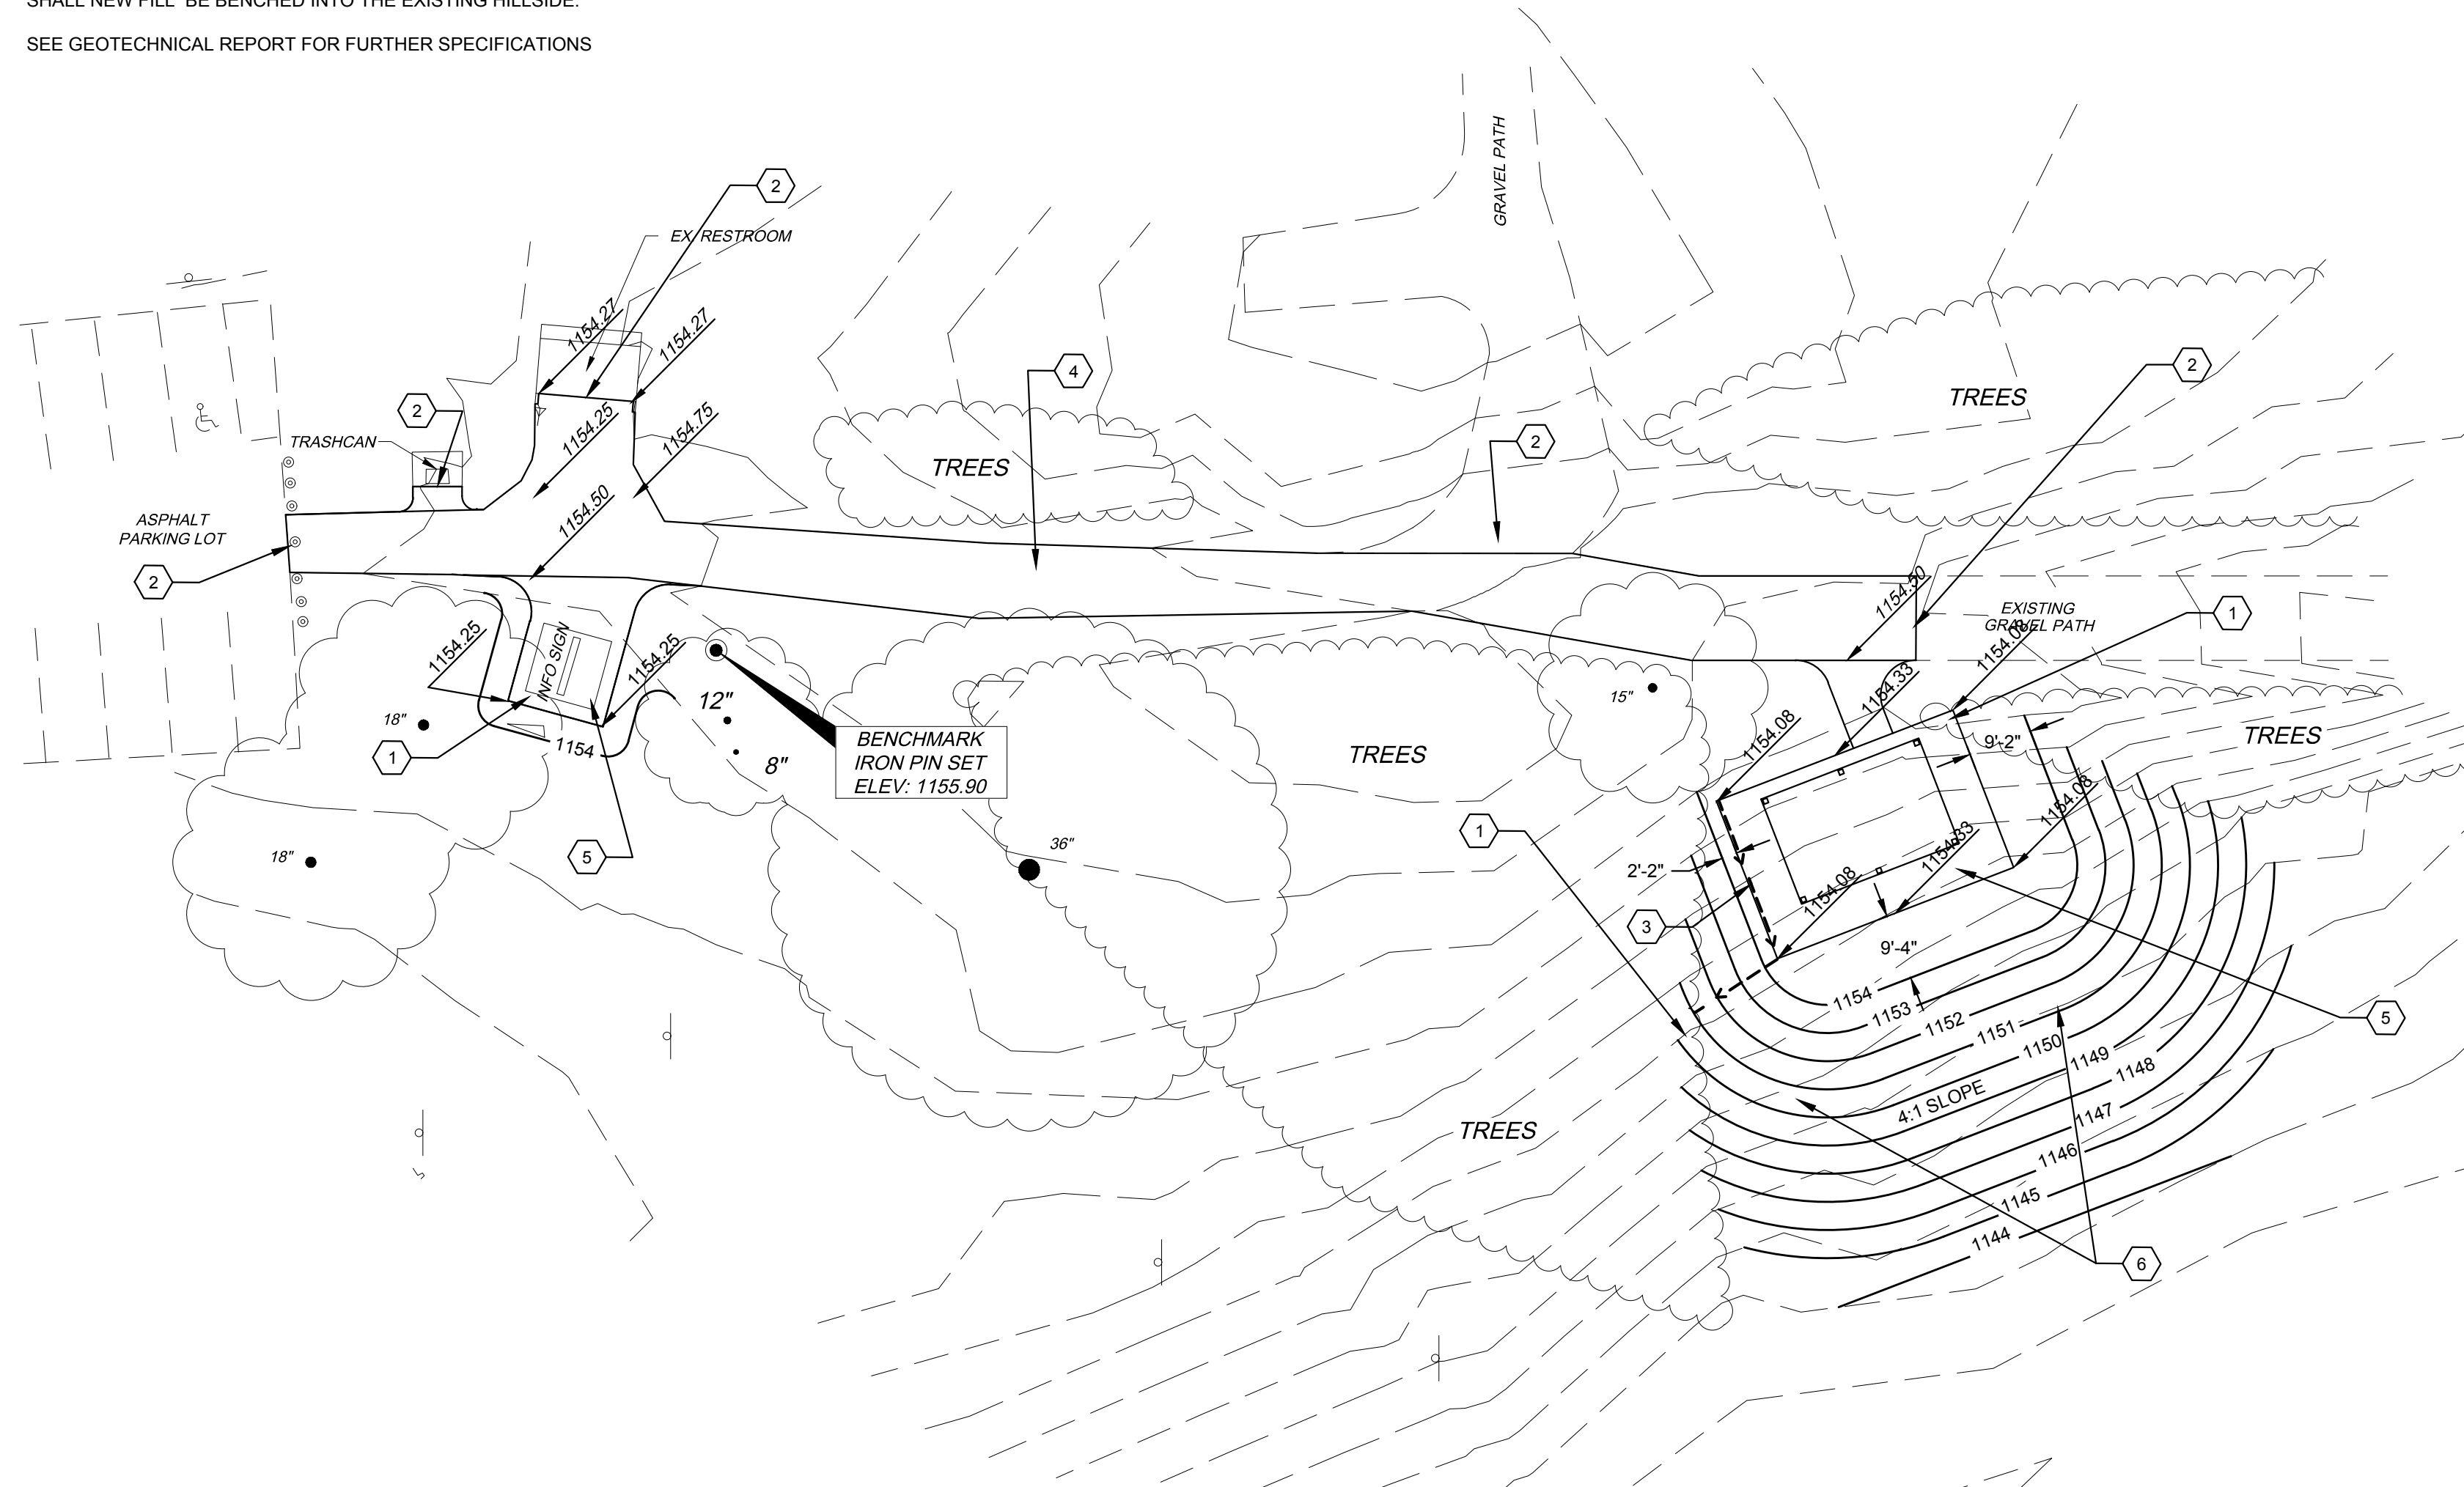 SHALL NEW FILL BE BENCHED INTO THE EXISTING HILLSIDE.
SEE GEOTECHNICAL REPORT FOR FURTHER SPECIFICATIONS
GRAVEL PATH
2
EX. RESTROOM
1154.27
1154.27
2
4
2
TRASHCAN
1154.25
1154.75
TREES
2
TREES
1154.50
ASPHALT
PARKING LOT
2
1154.50
EXISTING
GRAVEL PATH
1
1154.08
1154.25
INFO SIGN
1154.25
12"
15"
1154.33
18"
1154
1
8"
BENCHMARK
IRON PIN SET
ELEV: 1155.90
TREES
1154.08
9'-2"
TREES
1154.08
1
36"
18"
5
2'-2"
1154.33
1154.08
3
9'-4"
1154
1153
1152
1151
1150
1149
1148
1147
1146
1145
1144
4:1 SLOPE
5
TREES
6